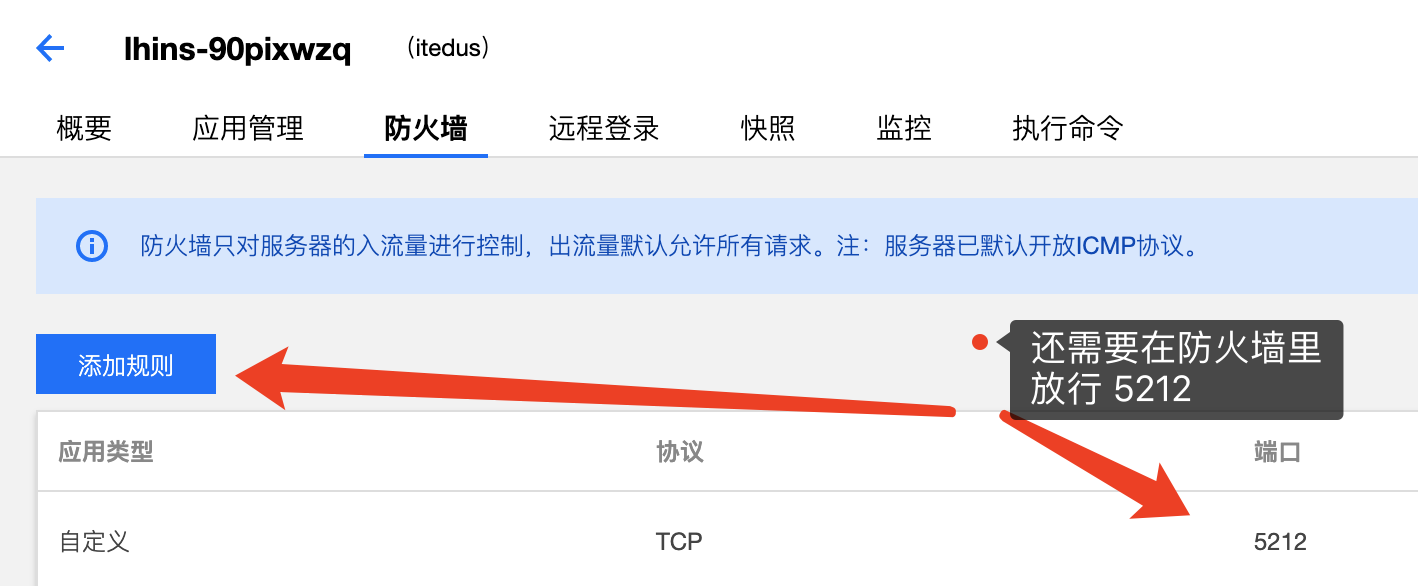 lhins-90pixwzq （itedus）
概要 应用管理 防火墙 远程登录 快照 监控 执行命令
防火墙只对服务器的入流量进行控制，出流量默认允许所有请求。注：服务器已默认开放ICMP协议。
添加规则
还需要在防火墙里
放行 5212
应用类型 协议 端口
自定义 TCP 5212